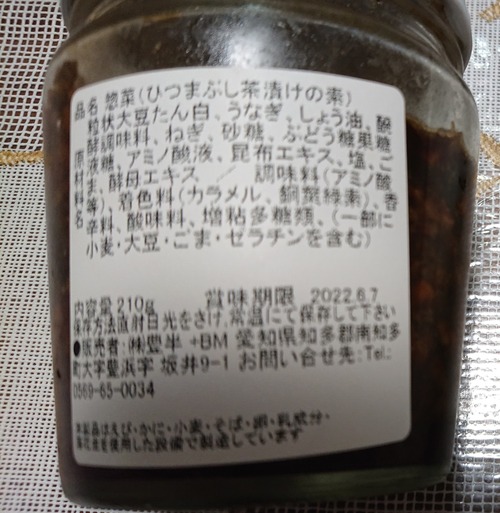 品名 惣菜(ひつまぶし茶漬けの素)
原材料名 粒状大豆たん白、うなぎ、しょう油、醗
酵調味料、ねぎ、砂糖、ぶどう糖果糖
液糖、アミノ酸液、昆布エキス、塩、ご
ま、酵母エキス ／ 調味料(アミノ酸
等)、着色料(カラメル、銅葉緑素)、香
辛料、酸味料、増粘多糖類、(一部に
小麦・大豆・ごま・ゼラチンを含む)
内容量 210g 賞味期限 2022.6.7
保存方法直射日光をさけ,常温にて保存して下さい
●販売者:㈱豊半 +BM 愛知県知多郡南知多
町大字豊浜字 坂井9-1 お問い合せ先:Tel:
0569-65-0034
本製品はえび・かに・小麦・そば・卵・乳成分・
落花生を使用した設備で製造しています